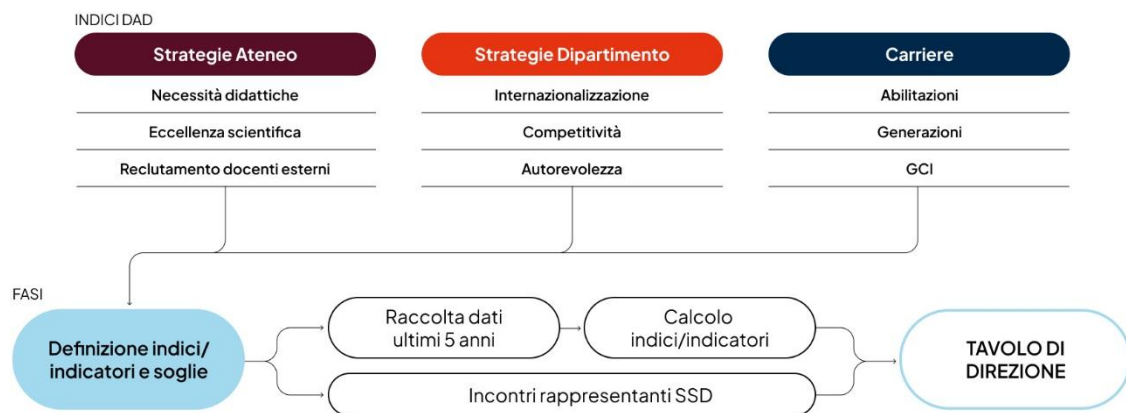 INDICI DAD
Strategie Ateneo
Necessità didattiche
Eccellenza scientifica
Reclutamento docenti esterni
Strategie Dipartimento
Internazionalizzazione
Competitività
Autorevolezza
Carriere
Abilitazioni
Generazioni
GCI
FASI
Definizione indici/
indicatori e soglie
Raccolta dati
ultimi 5 anni
Calcolo
indici/indicatori
Incontri rappresentanti SSD
TAVOLO DI
DIREZIONE